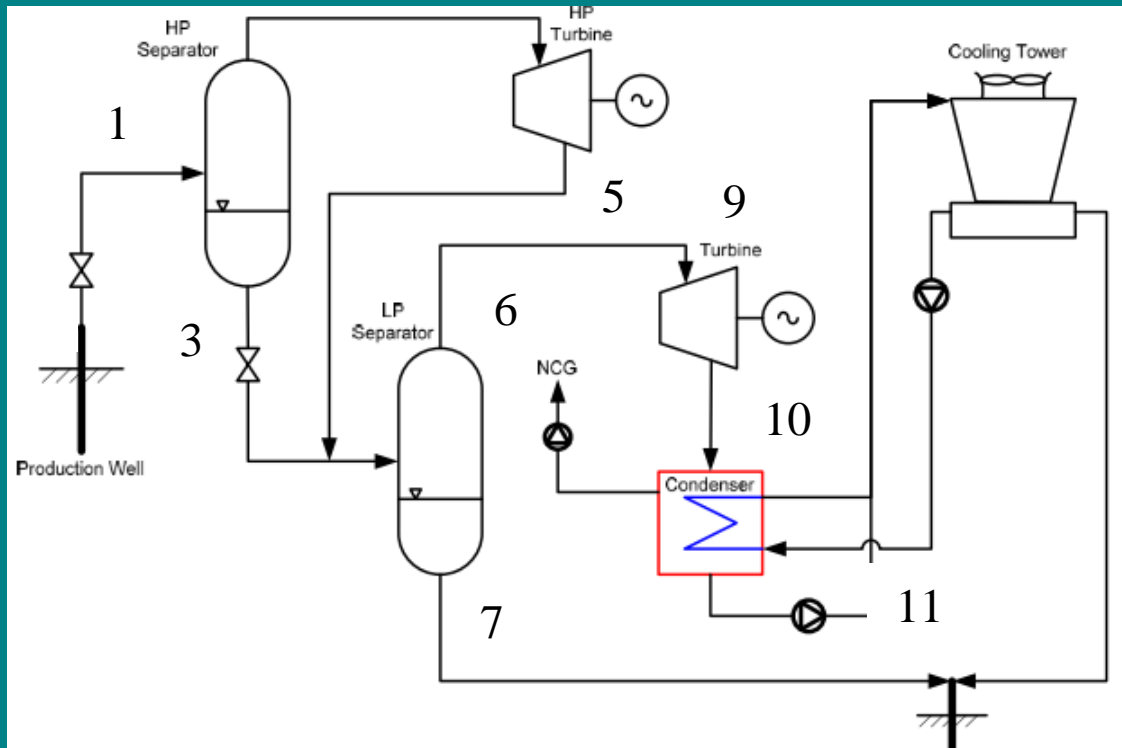 HP
Separator
HP
Turbine
Cooling Tower
1
5
9
Turbine
3
LP
Separator
6
NCG
10
Production Well
Condenser
11
7